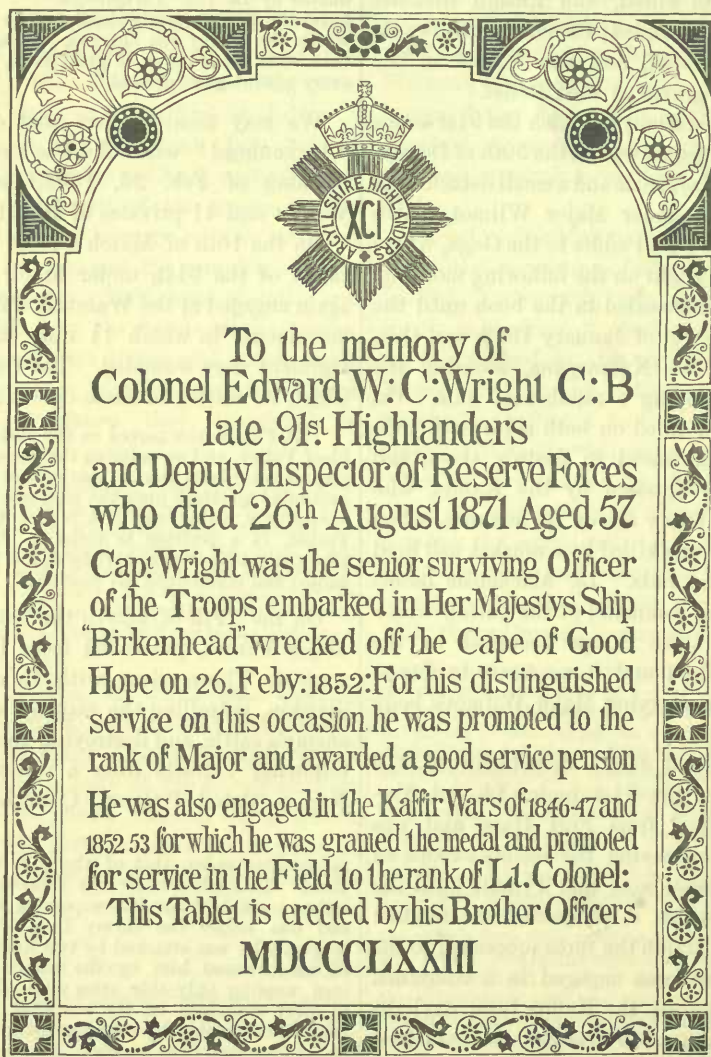 ARGYLLSHIRE HIGHLANDERS
XCI
To the memory of
Colonel Edward W:C:Wright C:B
late 91st Highlanders
and Deputy Inspector of Reserve Forces
who died 26th August 1871 Aged 57
Capt Wright was the senior surviving Officer
of the Troops embarked in Her Majestys Ship
"Birkenhead" wrecked off the Cape of Good
Hope on 26.Feby:1852:For his distinguished
service on this occasion he was promoted to the
rank of Major and awarded a good service pension
He was also engaged in the Kaffir Wars of 1846-47 and
1852 53 for which he was granted the medal and promoted
for service in the Field to the rank of Lt.Colonel:
This Tablet is erected by his Brother Officers
MDCCCLXXIII